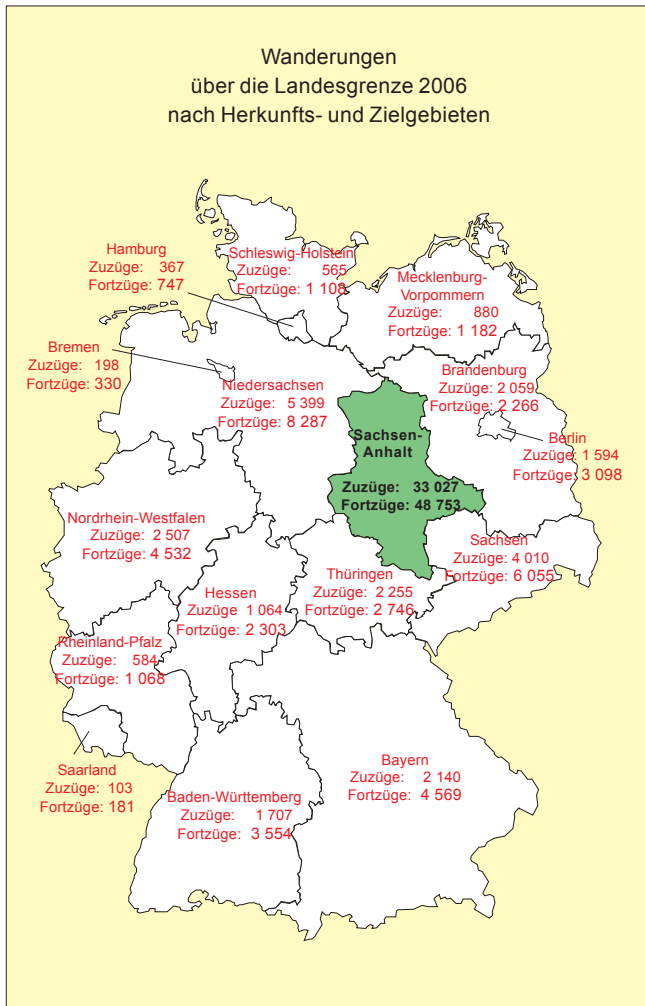 Wanderungen
über die Landesgrenze 2006
nach Herkunfts- und Zielgebieten
Hamburg
Zuzüge: 367
Fortzüge: 747
Schleswig-Holstein
Zuzüge: 565
Fortzüge: 1 108
Mecklenburg-
Vorpommern
Zuzüge: 880
Fortzüge: 1 182
Bremen
Zuzüge: 198
Fortzüge: 330
Niedersachsen
Zuzüge: 5 399
Fortzüge: 8 287
Brandenburg
Zuzüge: 2 059
Fortzüge: 2 266
Berlin
Zuzüge: 1 594
Fortzüge: 3 098
Sachsen-
Anhalt
Zuzüge: 33 027
Fortzüge: 48 753
Nordrhein-Westfalen
Zuzüge: 2 507
Fortzüge: 4 532
Hessen
Zuzüge 1 064
Fortzüge: 2 303
Thüringen
Zuzüge: 2 255
Fortzüge: 2 746
Sachsen
Zuzüge: 4 010
Fortzüge: 6 055
Rheinland-Pfalz
Zuzüge: 584
Fortzüge: 1 068
Saarland
Zuzüge: 103
Fortzüge: 181
Baden-Württemberg
Zuzüge: 1 707
Fortzüge: 3 554
Bayern
Zuzüge: 2 140
Fortzüge: 4 569